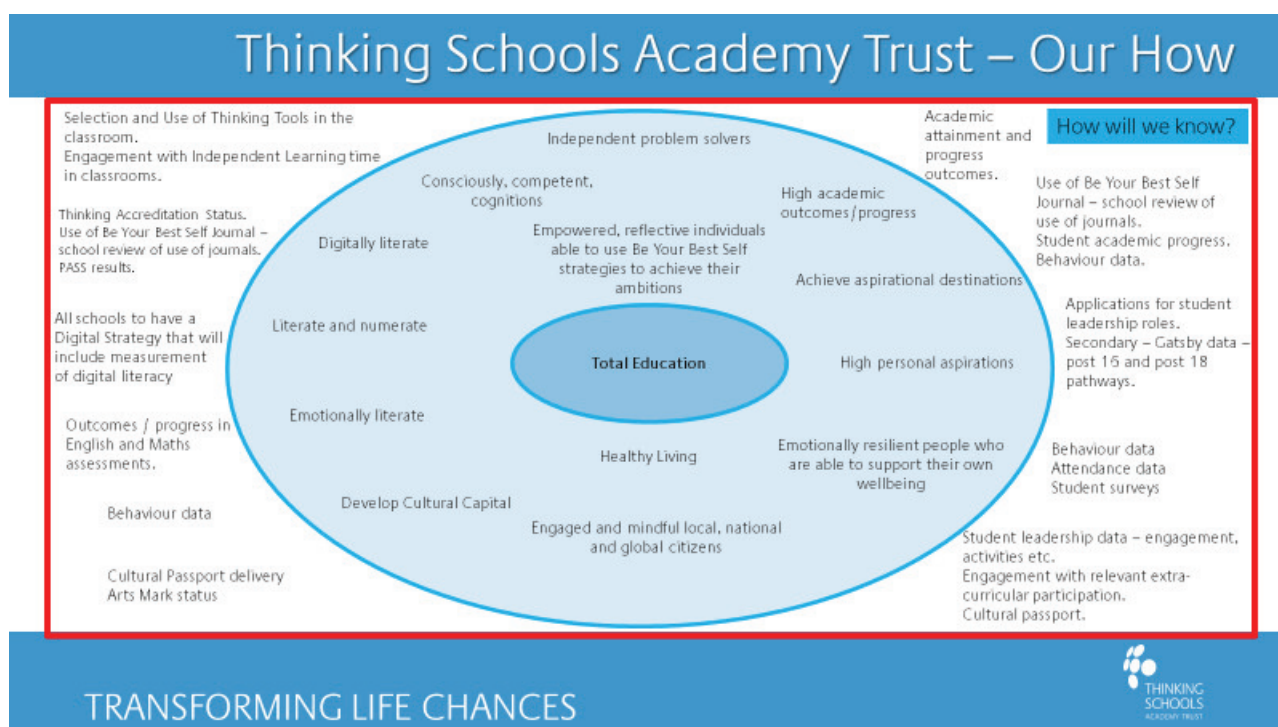 Thinking Schools Academy Trust – Our How
Selection and Use of Thinking Tools in the
classroom.
Engagement with Independent Learning time
in classrooms.
Thinking Accreditation Status.
Use of Be Your Best Self Journal –
school review of use of journals.
PASS results.
All schools to have a
Digital Strategy that will
include measurement
of digital literacy
Outcomes / progress in
English and Maths
assessments.
Behaviour data
Cultural Passport delivery
Arts Mark status
Independent problem solvers
Consciously, competent,
cognitions
Digitally literate
Empowered, reflective individuals
able to use Be Your Best Self
strategies to achieve their
ambitions
High academic
outcomes/progress
Achieve aspirational destinations
Literate and numerate
Total Education
High personal aspirations
Emotionally literate
Healthy Living
Emotionally resilient people who
are able to support their own
wellbeing
Develop Cultural Capital
Engaged and mindful local, national
and global citizens
Academic
attainment and
progress
outcomes.
How will we know?
Use of Be Your Best Self
Journal – school review of
use of journals.
Student academic progress.
Behaviour data.
Applications for student
leadership roles.
Secondary – Gatsby data –
post 16 and post 18
pathways.
Behaviour data
Attendance data
Student surveys
Student leadership data – engagement,
activities etc.
Engagement with relevant extra-
curricular participation.
Cultural passport.
TRANSFORMING LIFE CHANCES
THINKING
SCHOOLS
ACADEMY TRUST